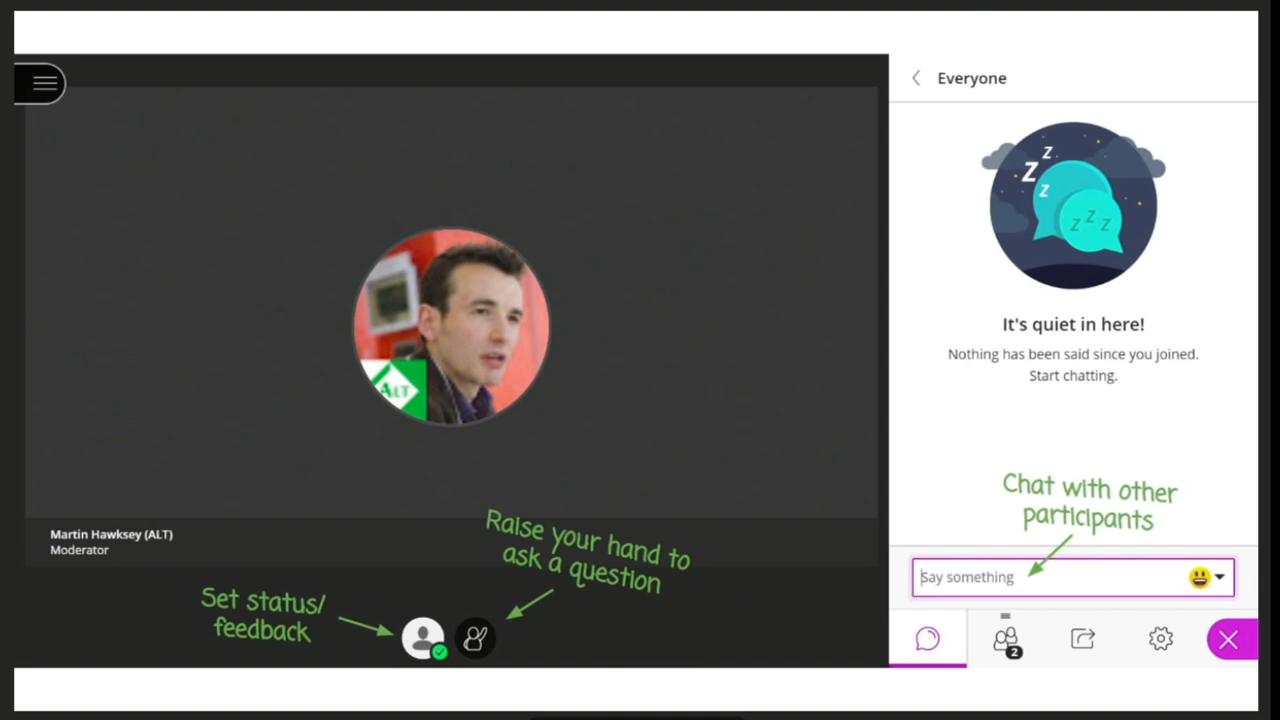 Everyone
Z
Z
Z
Z Z Z
It's quiet in here!
Nothing has been said since you joined.
Start chatting.
ALT
Martin Hawksey (ALT)
Moderator
Raise your hand to
ask a question
Set status/
feedback
Chat with other
participants
Say something
2